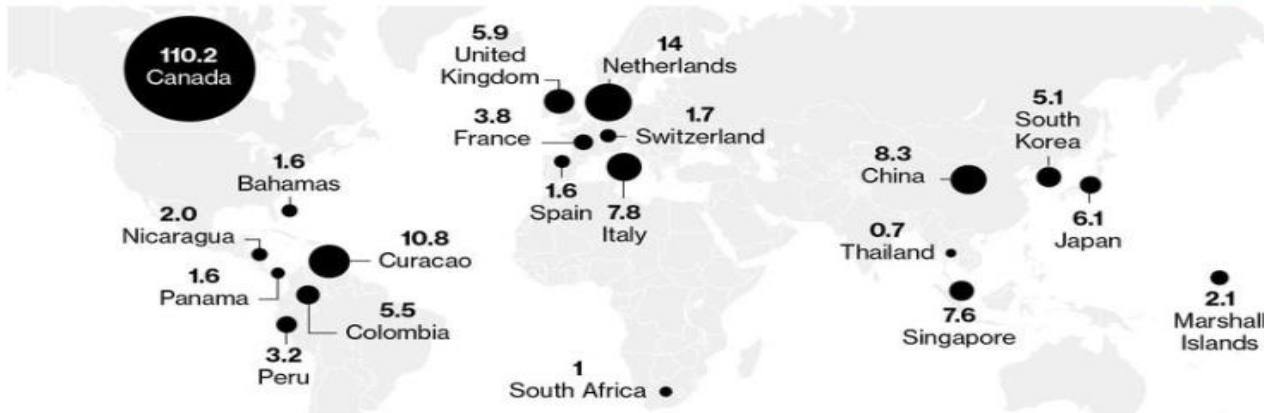 110.2
Canada
5.9
United
Kingdom
14
Netherlands
3.8
France
1.7
Switzerland
1.6
Spain
7.8
Italy
5.1
South
Korea
8.3
China
6.1
Japan
1.6
Bahamas
2.0
Nicaragua
10.8
Curacao
1.6
Panama
5.5
Colombia
3.2
Peru
0.7
Thailand
7.6
Singapore
2.1
Marshall
Islands
1
South Africa